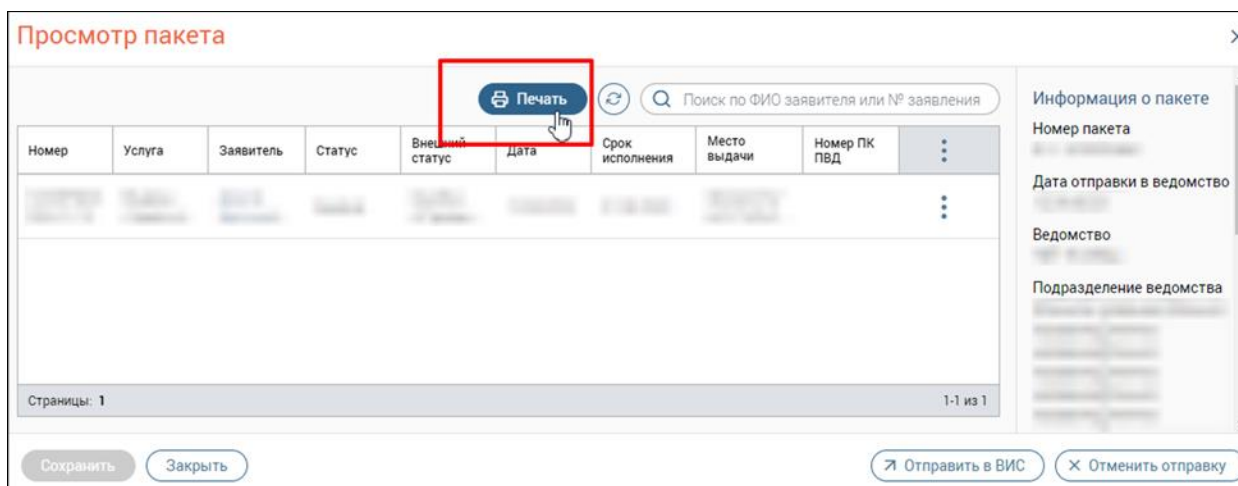 Просмотр пакета
Печать
Поиск по ФИО заявителя или № заявления
Номер
Услуга
Заявитель
Статус
Внешний
статус
Дата
Срок
исполнения
Место
выдачи
Номер ПК
ПВД
Страницы: 1
1-1 из 1
Информация о пакете
Номер пакета
Дата отправки в ведомство
Ведомство
Подразделение ведомства
Сохранить
Закрыть
Отправить в ВИС
Отменить отправку